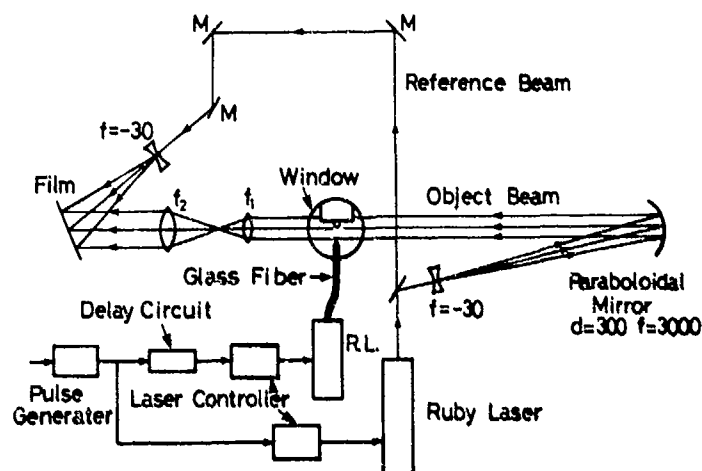 M
M
Reference Beam
M
f=-30
Film
Window
f₂
f₁
Object Beam
Glass Fiber
f=-30
Paraboloidal
Mirror
d=300 f=3000
Delay Circuit
R.L.
Pulse
Generater
Laser Controller
Ruby Laser